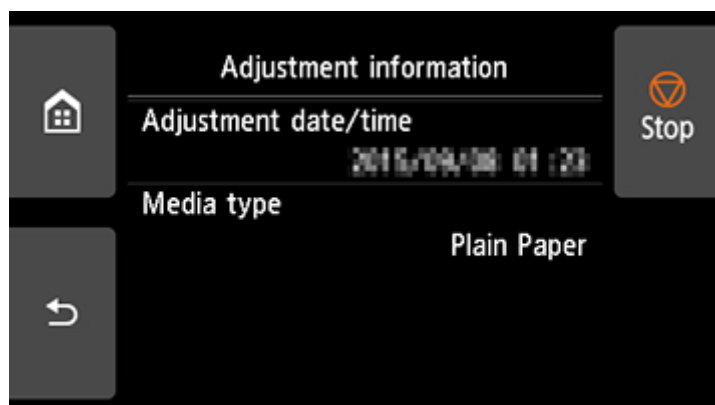 Adjustment information
Adjustment date/time
Stop
Media type
Plain Paper